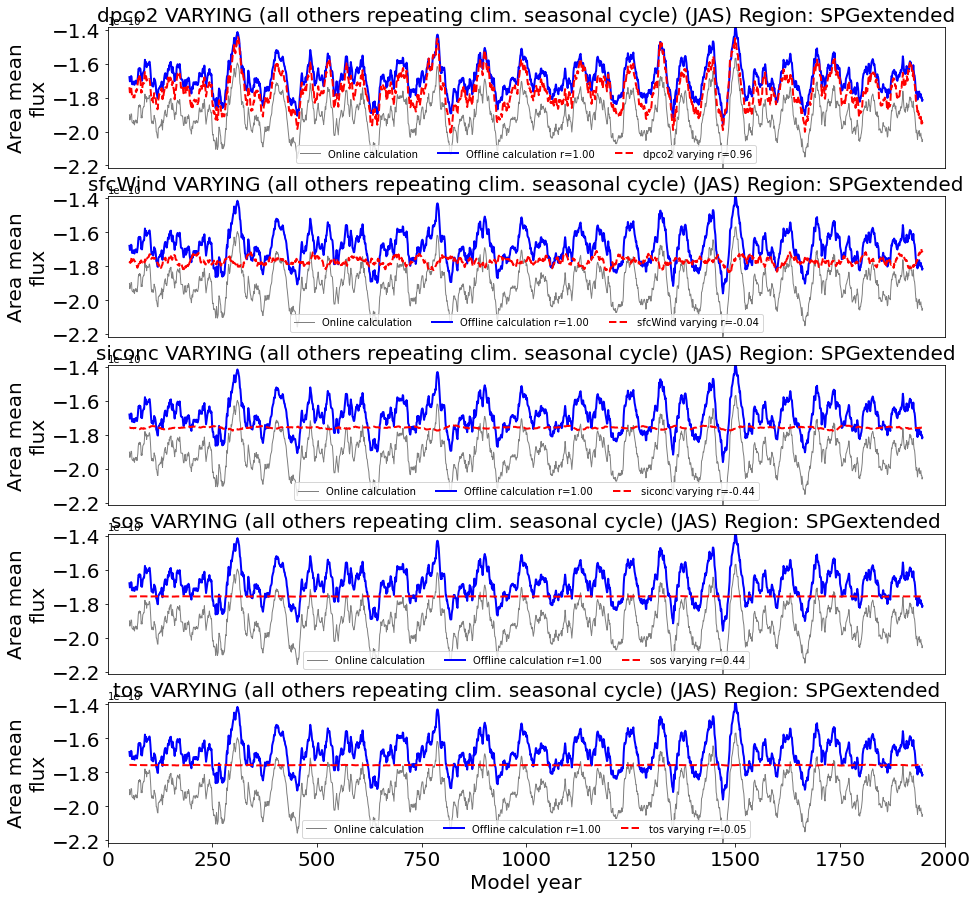 dpco2 VARYING (all others repeating clim. seasonal cycle) (JAS) Region: SPGextended
1e−10
−1.4
−1.6
−1.8
−2.0
−2.2
Area mean
flux
Online calculation Offline calculation r=1.00 dpco2 varying r=0.96
sfcWind VARYING (all others repeating clim. seasonal cycle) (JAS) Region: SPGextended
1e−10
−1.4
−1.6
−1.8
−2.0
−2.2
Area mean
flux
Online calculation Offline calculation r=1.00 sfcWind varying r=-0.04
siconc VARYING (all others repeating clim. seasonal cycle) (JAS) Region: SPGextended
1e−10
−1.4
−1.6
−1.8
−2.0
−2.2
Area mean
flux
Online calculation Offline calculation r=1.00 siconc varying r=-0.44
sos VARYING (all others repeating clim. seasonal cycle) (JAS) Region: SPGextended
1e−10
−1.4
−1.6
−1.8
−2.0
−2.2
Area mean
flux
Online calculation Offline calculation r=1.00 sos varying r=0.44
tos VARYING (all others repeating clim. seasonal cycle) (JAS) Region: SPGextended
1e−10
−1.4
−1.6
−1.8
−2.0
−2.2
Area mean
flux
Online calculation Offline calculation r=1.00 tos varying r=-0.05
0 250 500 750 1000 1250 1500 1750 2000
Model year